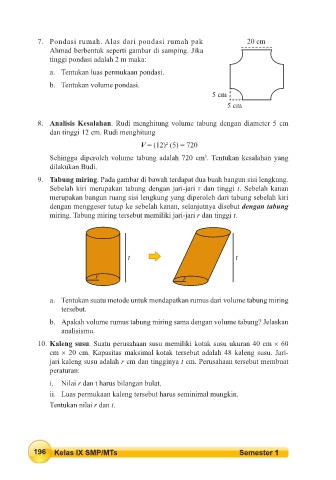 7. Pondasi rumah. Alas dari pondasi rumah pak
Ahmad berbentuk seperti gambar di samping. Jika
tinggi pondasi adalah 2 m maka:
a. Tentukan luas permukaan pondasi.
b. Tentukan volume pondasi.
20 cm
5 cm
5 cm
8. Analisis Kesalahan. Rudi menghitung volume tabung dengan diameter 5 cm
dan tinggi 12 cm. Rudi menghitung
V = (12)² (5) = 720
Sehingga diperoleh volume tabung adalah 720 cm³. Tentukan kesalahan yang
dilakukan Budi.
9. Tabung miring. Pada gambar di bawah terdapat dua buah bangun sisi lengkung.
Sebelah kiri merupakan tabung dengan jari-jari r dan tinggi t. Sebelah kanan
merupakan bangun ruang sisi lengkung yang diperoleh dari tabung sebelah kiri
dengan menggeser tutup ke sebelah kanan, selanjutnya disebut dengan tabung
miring. Tabung miring tersebut memiliki jari-jari r dan tinggi t.
t
t
a. Tentukan suatu metode untuk mendapatkan rumus dari volume tabung miring
tersebut.
b. Apakah volume rumus tabung miring sama dengan volume tabung? Jelaskan
analisismu.
10. Kaleng susu. Suatu perusahaan susu memiliki kotak susu ukuran 40 cm × 60
cm × 20 cm. Kapasitas maksimal kotak tersebut adalah 48 kaleng susu. Jari-
jari kaleng susu adalah r cm dan tingginya t cm. Perusahaan tersebut membuat
peraturan:
i. Nilai r dan t harus bilangan bulat.
ii. Luas permukaan kaleng tersebut harus seminimal mungkin.
Tentukan nilai r dan t.
196 Kelas IX SMP/MTs Semester 1